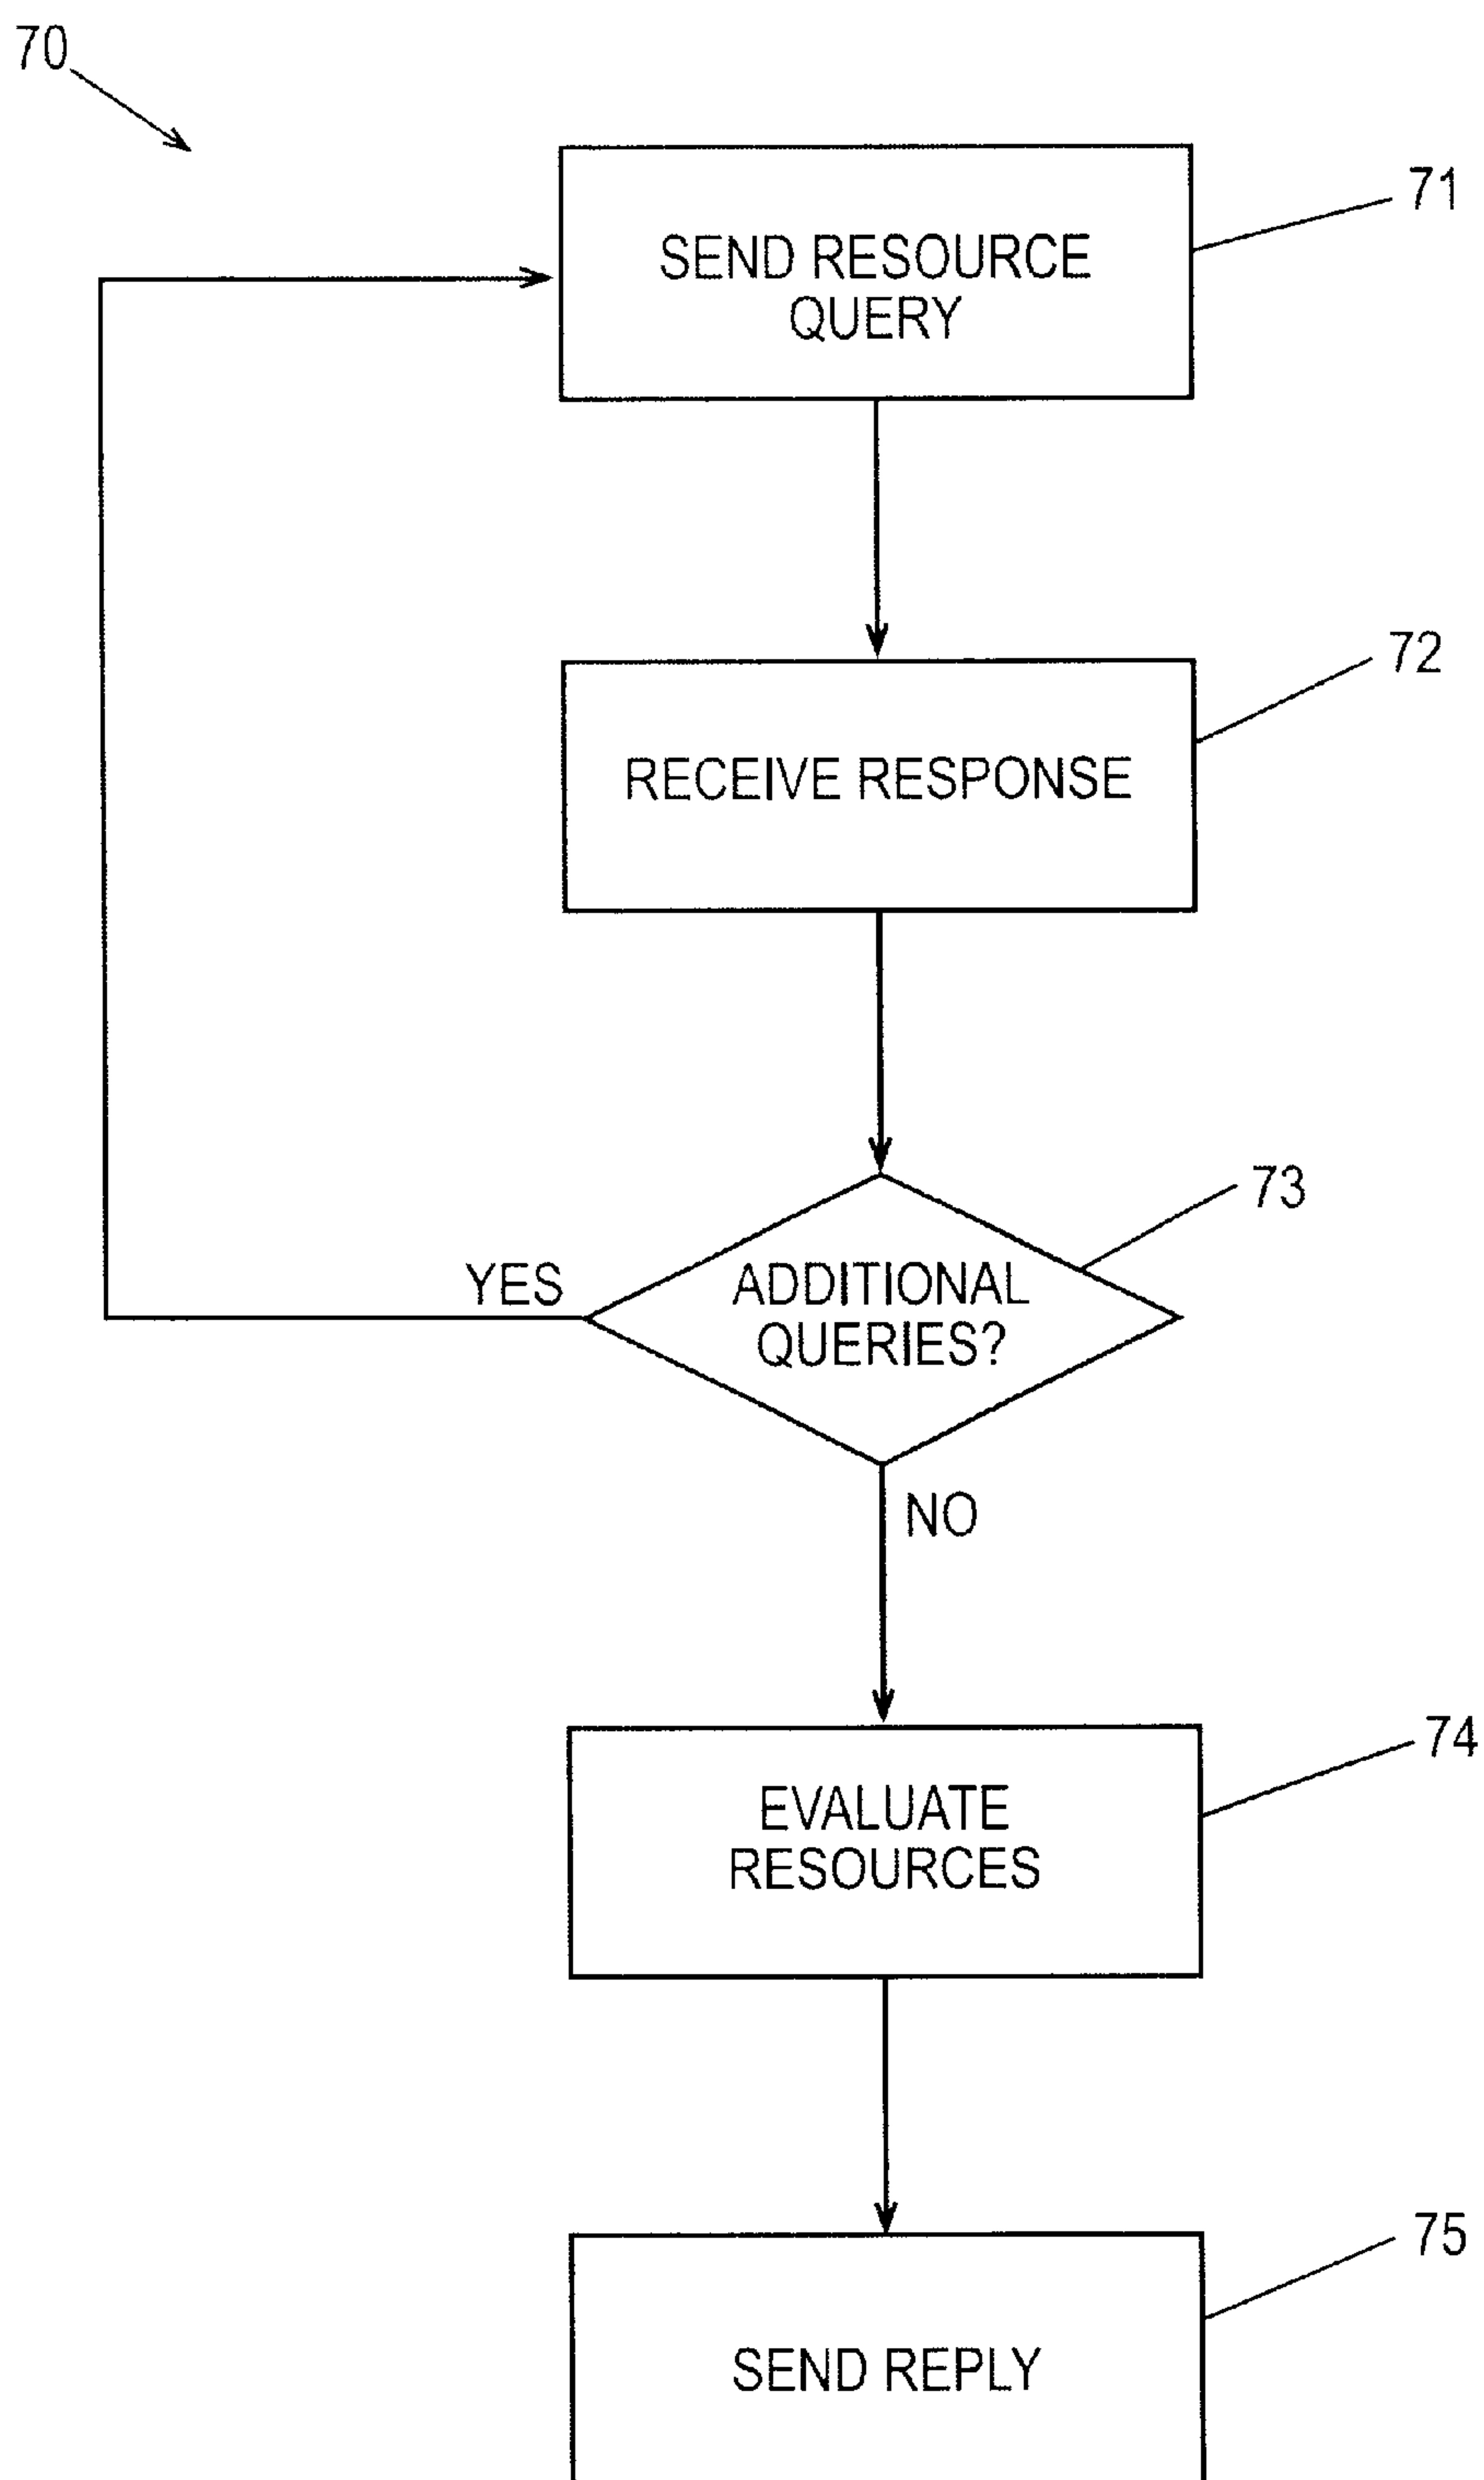 70
71
SEND RESOURCE
QUERY
72
RECEIVE RESPONSE
73
YES
ADDITIONAL
QUERIES?
NO
74
EVALUATE
RESOURCES
75
SEND REPLY